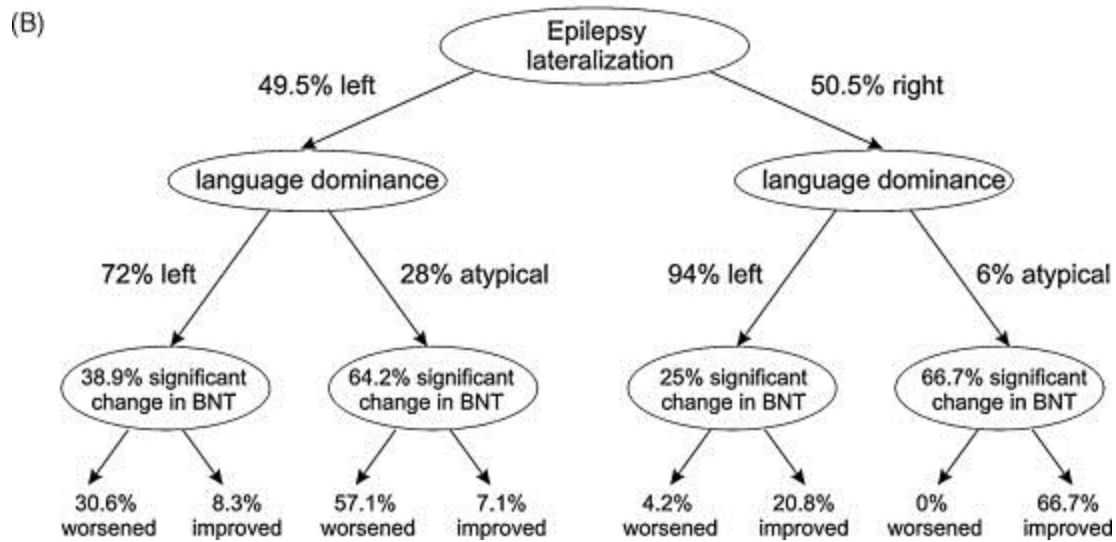 (B)
Epilepsy
lateralization
49.5% left
50.5% right
language dominance
language dominance
72% left
28% atypical
94% left
6% atypical
38.9% significant
change in BNT
64.2% significant
change in BNT
25% significant
change in BNT
66.7% significant
change in BNT
30.6%
worsened
8.3%
improved
57.1%
worsened
7.1%
improved
4.2%
worsened
20.8%
improved
0%
worsened
66.7%
improved